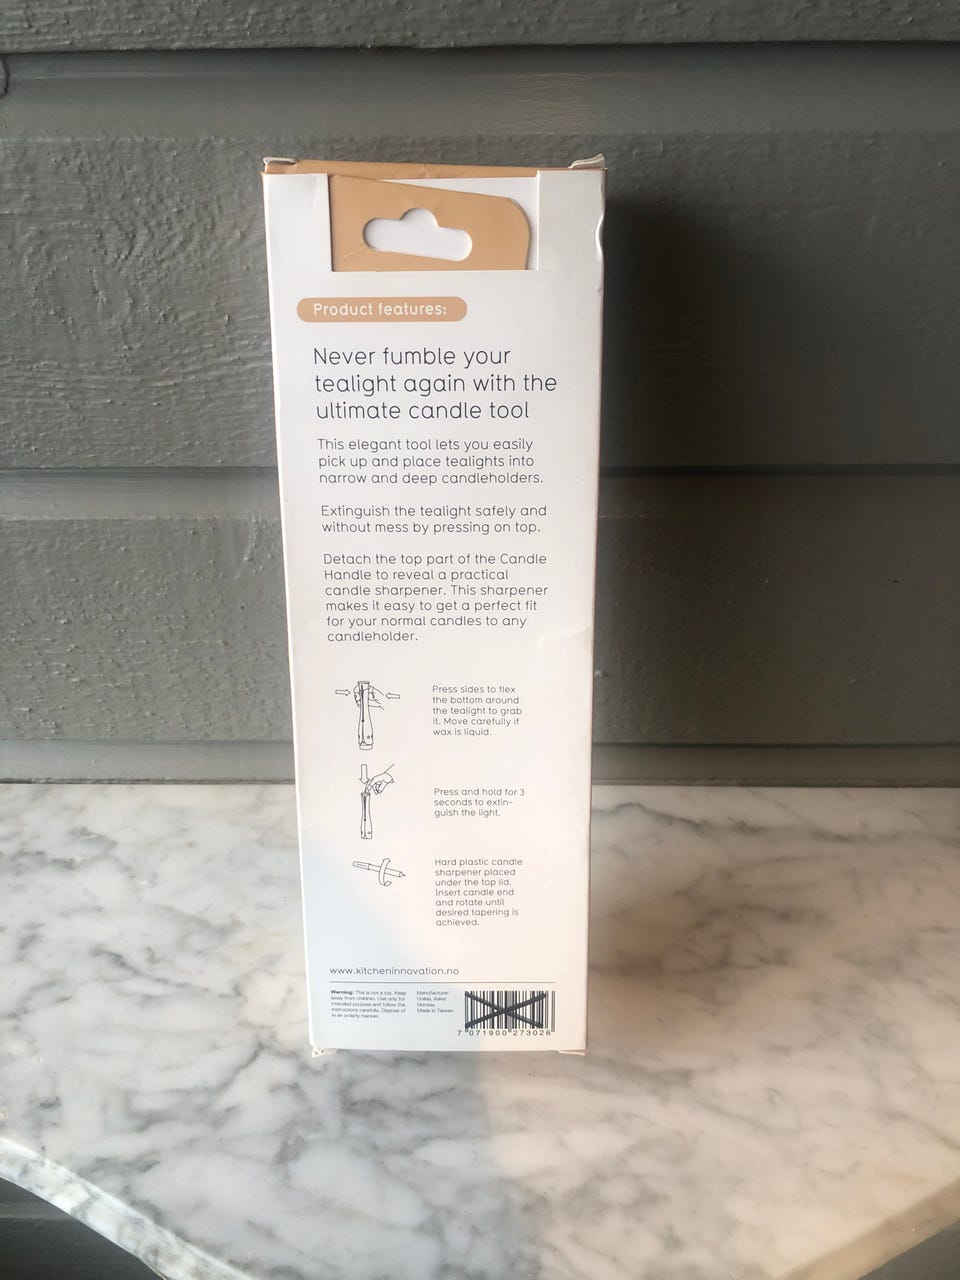 Product features:
Never fumble your
tealight again with the
ultimate candle tool
This elegant tool lets you easily
pick up and place tealights into
narrow and deep candleholders.
Extinguish the tealight safely and
without mess by pressing on top.
Detach the top part of the Candle
Handle to reveal a practical
candle sharpener. This sharpener
makes it easy to get a perfect fit
for your normal candles to any
candleholder.
Press sides to flex
the bottom around
the tealight to grab
it. Move carefully if
wax is liquid.
Press and hold for 3
seconds to extin-
guish the light.
Hard plastic candle
sharpener placed
under the top lid.
Insert candle end
and rotate until
desired tapering is
achieved.
www.kitcheninnovation.no
Warning: This is not a toy. Keep
away from children. Use only for
intended purpose and follow the
instructions carefully. Dispose of
in an orderly manner.
Manufacturer:
Unikia, Asker
Norway
Made in Taiwan
7 071900 273026